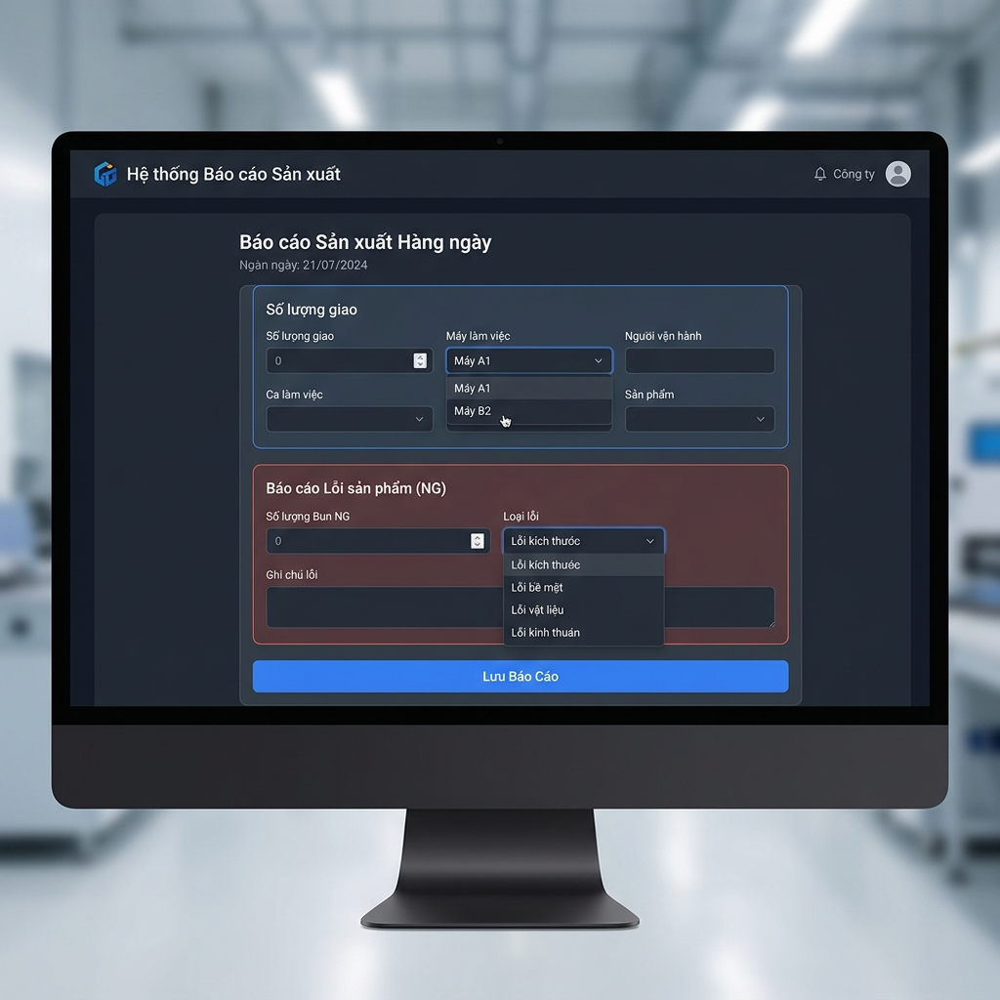 Hệ thống Báo cáo Sản xuất
Công ty
Báo cáo Sản xuất Hàng ngày
Ngàn ngày: 21/07/2024
Số lượng giao
Số lượng giao
Máy làm việc
Người vận hành
0
Máy A1
Ca làm việc
Máy A1
Sản phẩm
Máy B2
Báo cáo Lỗi sản phẩm (NG)
Số lượng Bun NG
Loại lỗi
0
Lỗi kich thước
Ghi chú lỗi
Lỗi kích thước
Lỗi bề mệt
Lỗi vật liệu
Lỗi kinh thuán
Lưu Báo Cáo